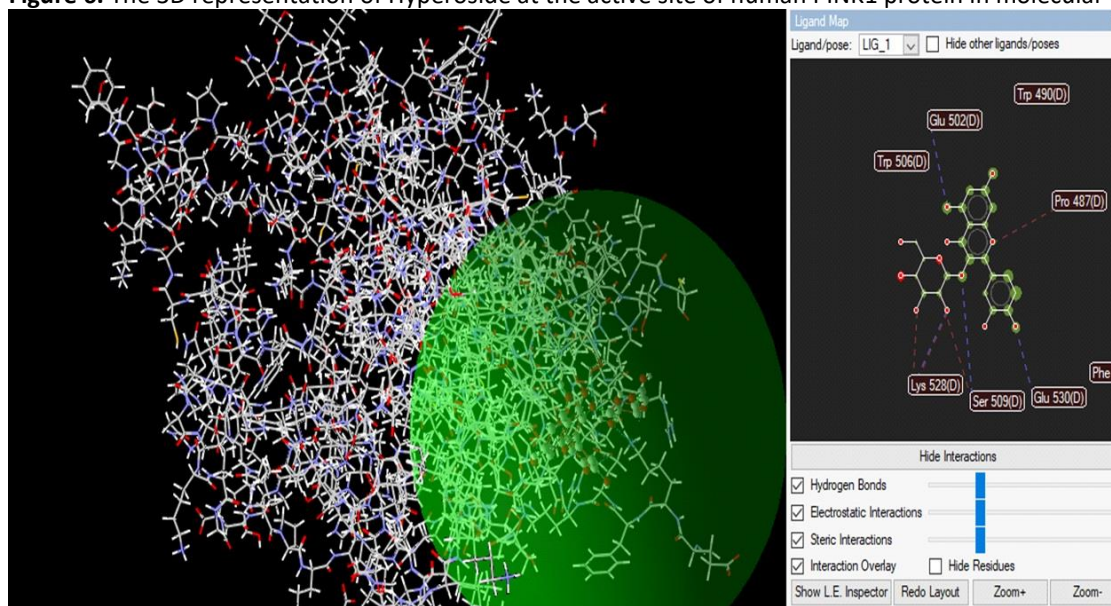 Figure 6. The 3D representation of Hyperoside at the active site of human PINK1 protein in molecular
Ligand Map
Ligand/pose: LIG_1 Hide other ligands/poses
Trp 490(D)
Glu 502(D)
Trp 506(D)
Pro 487(D)
Lys 528(D)
Ser 509(D)
Glu 530(D)
Phe
Hide Interactions
Hydrogen Bonds
Electrostatic Interactions
Steric Interactions
Interaction Overlay Hide Residues
Show L.E. Inspector Redo Layout Zoom+ Zoom-